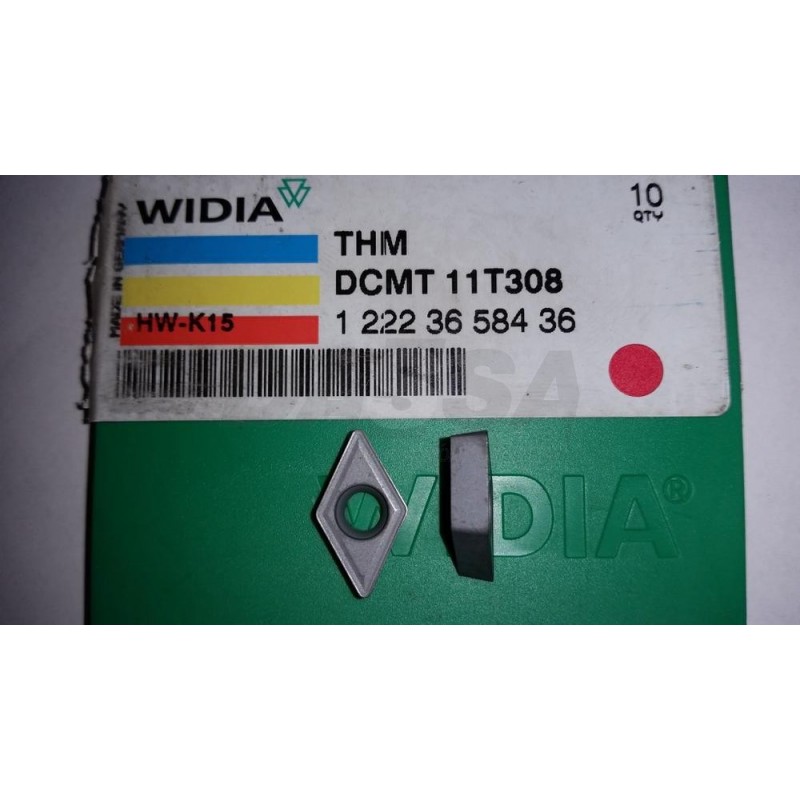 WIDIA
10
QTY
THM
DCMT 11T308
HW-K15
1 222 36 584 36
MADE IN GERMANY
WIDIA®